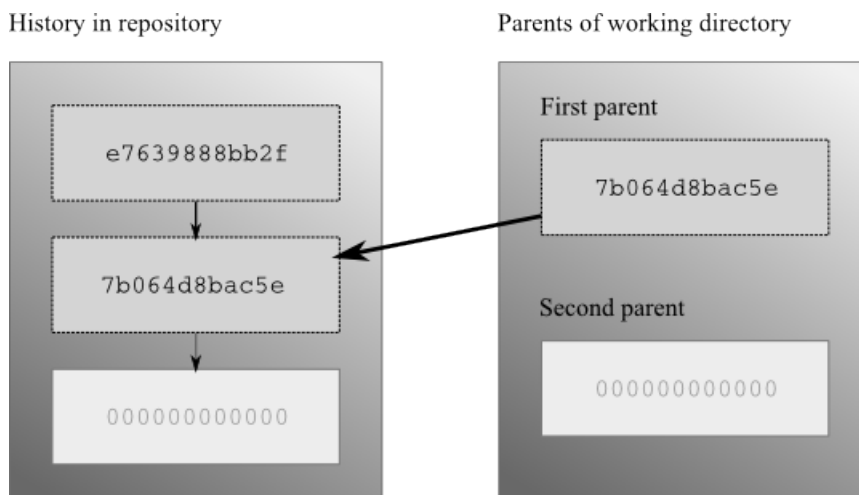 History in repository
e7639888bb2f
7b064d8bac5e
000000000000
Parents of working directory
First parent
7b064d8bac5e
Second parent
000000000000